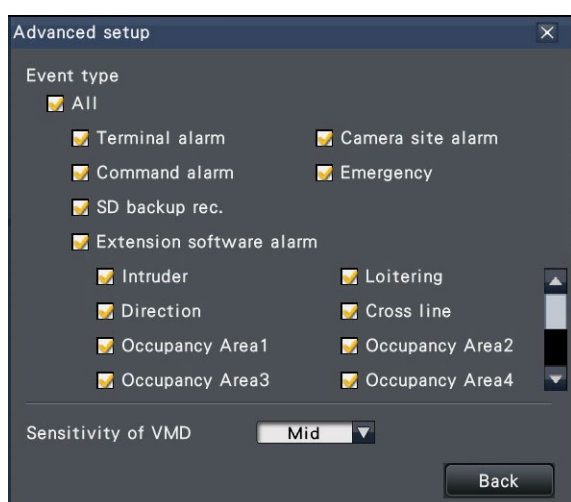 Advanced setup
Event type
All
Terminal alarm Camera site alarm
Command alarm Emergency
SD backup rec.
Extension software alarm
Intruder Loitering
Direction Cross line
Occupancy Area1 Occupancy Area2
Occupancy Area3 Occupancy Area4
Sensitivity of VMD Mid
Back